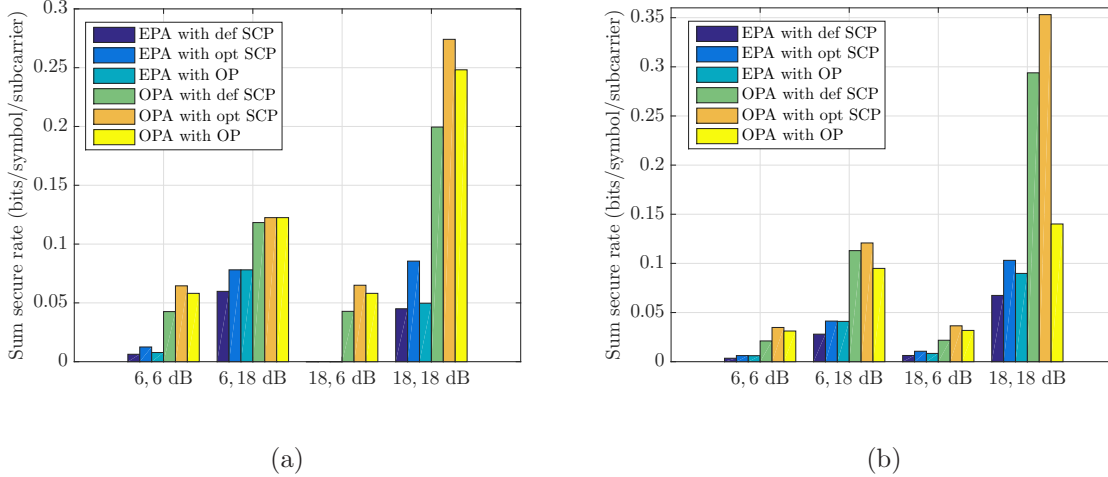 Sum secure rate (bits/symbol/subcarrier)
0.3
0.25
0.2
0.15
0.1
0.05
0
EPA with def SCP
EPA with opt SCP
EPA with OP
OPA with def SCP
OPA with opt SCP
OPA with OP
6, 6 dB
6, 18 dB
18, 6 dB
18, 18 dB
(a)
Sum secure rate (bits/symbol/subcarrier)
0.35
0.3
0.25
0.2
0.15
0.1
0.05
0
EPA with def SCP
EPA with opt SCP
EPA with OP
OPA with def SCP
OPA with opt SCP
OPA with OP
6, 6 dB
6, 18 dB
18, 6 dB
18, 18 dB
(b)